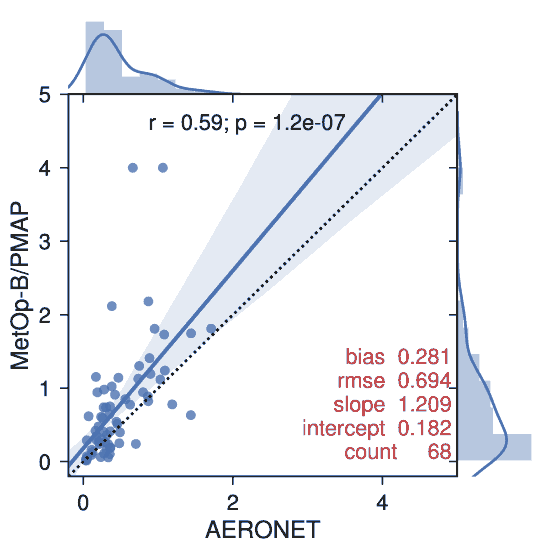 r = 0.59; p = 1.2e-07
5
4
3
2
1
0
MetOp-B/PMAP
bias 0.281
rmse 0.694
slope 1.209
intercept 0.182
count 68
0 2 4
AERONET